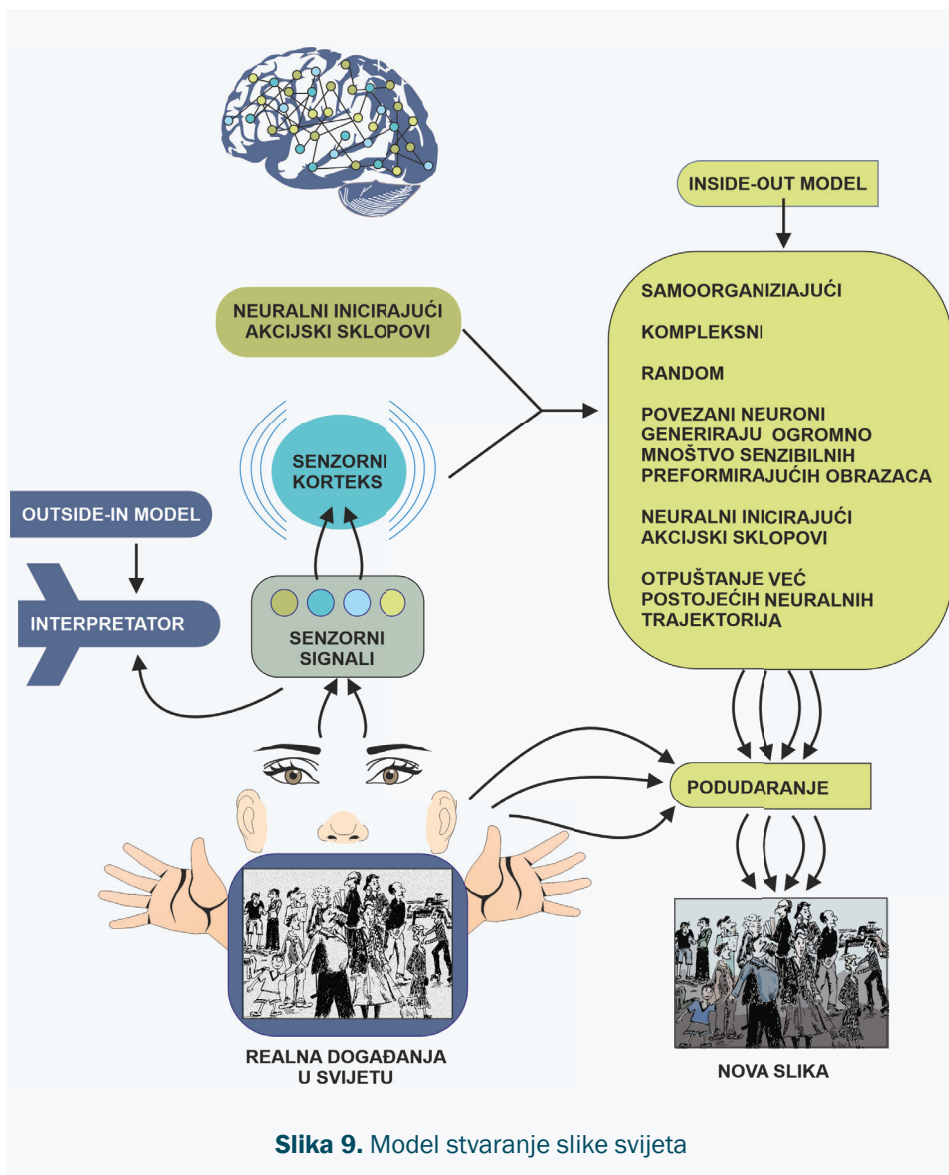 INSIDE-OUT MODEL
NEURALNI INICIRAJUĆI
AKCIJSKI SKLOPOVI
SAMOORGANIZIAJUĆI
KOMPLEKSNI
RANDOM
POVEZANI NEURONI
GENERIRAJU OGROMNO
MNOŠTVO SENZIBILNIH
PREFORMIRAJUĆIH OBRAZACA
NEURALNI INICIRAJUĆI
AKCIJSKI SKLOPOVI
OTPUŠTANJE VEĆ
POSTOJEĆIH NEURALNIH
TRAJEKTORIJA
SENZORNI
KORTEKS
OUTSIDE-IN MODEL
INTERPRETATOR
SENZORNI
SIGNALI
PODUDARANJE
REALNA DOGAĐANJA
U SVIJETU
NOVA SLIKA
Slika 9. Model stvaranje slike svijeta